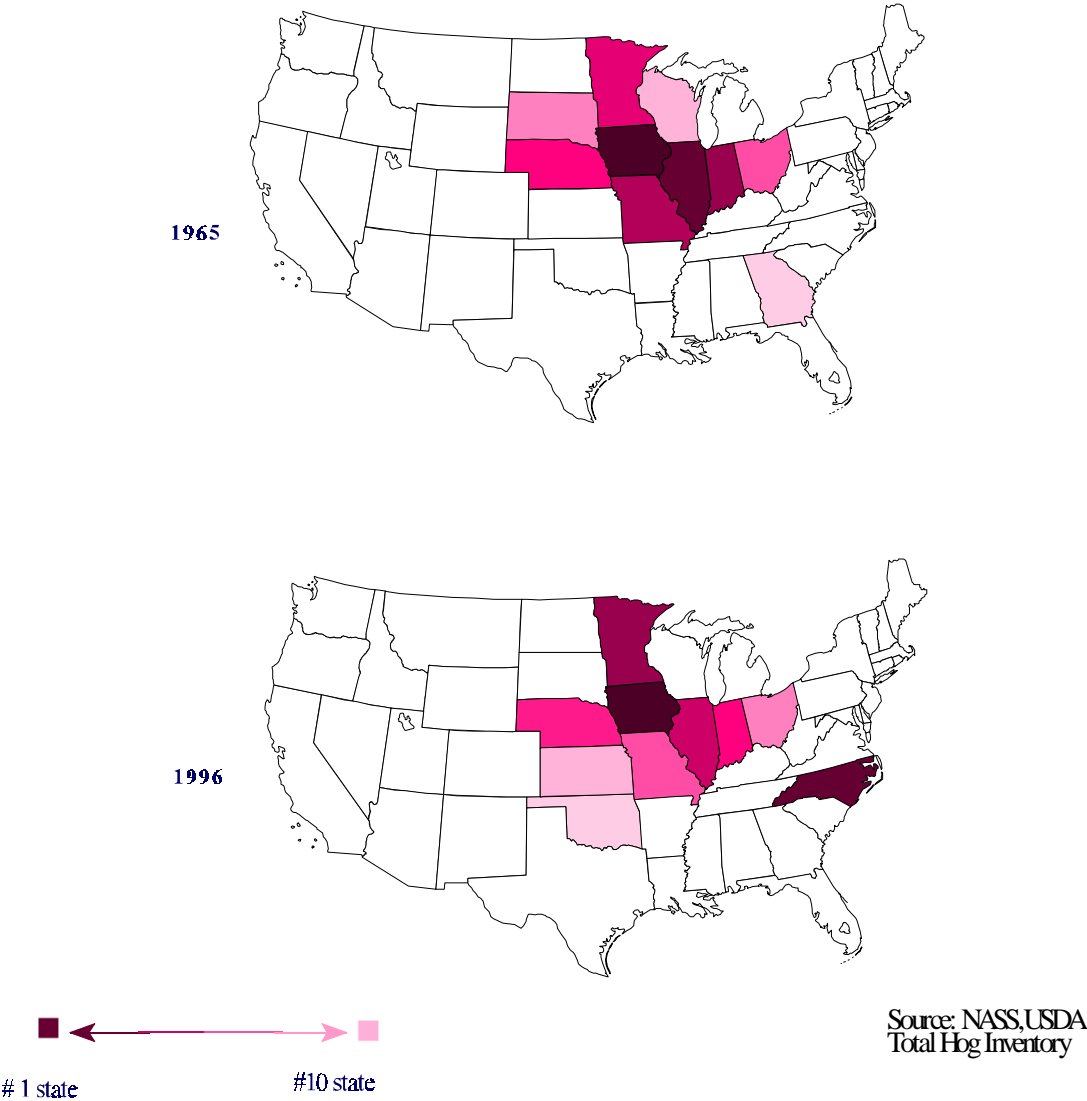 1965
1996
# 1 state
#10 state
Source: NASS,USDA
Total Hog Inventory